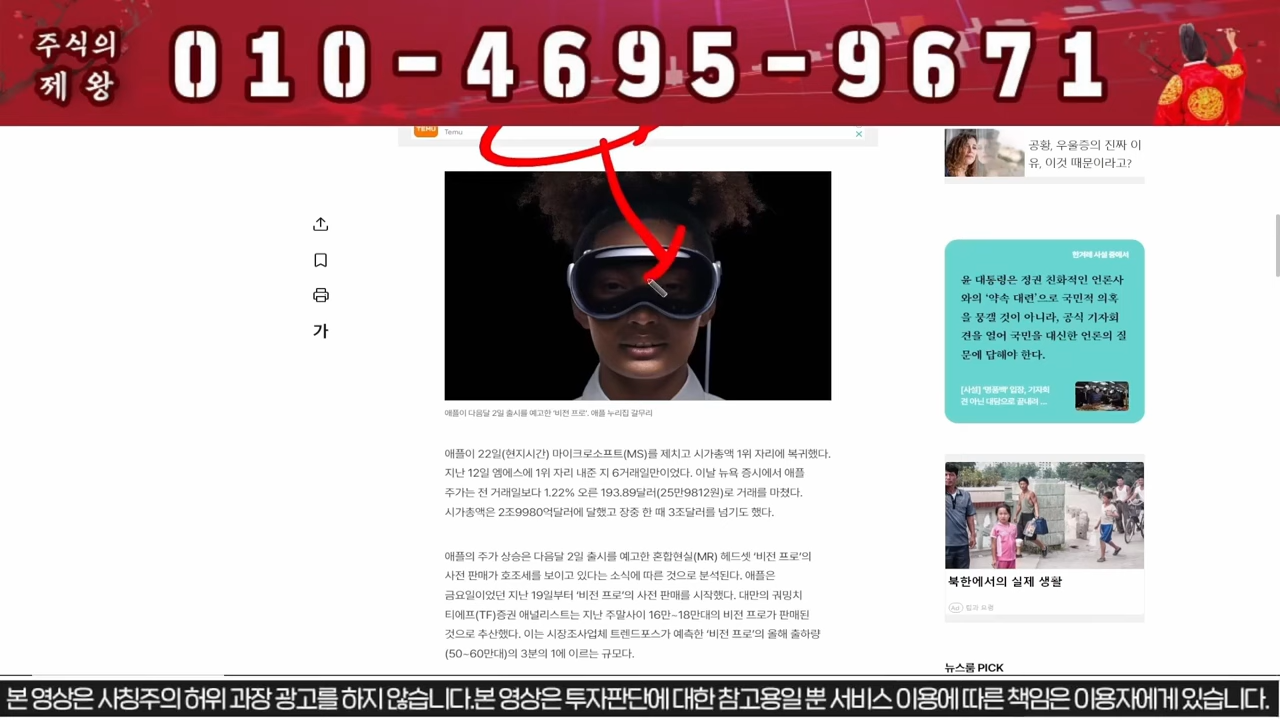 주식의
제왕
010-4695-9671
TEMU
Temu
공황, 우울증의 진짜 이
유, 이것 때문이라고?
가
한겨레 사설 중에서
윤 대통령은 정권 친화적인 언론사
와의 '약속 대련'으로 국민적 의혹
을 뭉갤 것이 아니라, 공식 기자회
견을 열어 국민을 대신한 언론의 질
문에 답해야 한다.
[사설] '명품백' 입장, 기자회
견 아닌 대담으로 끝내려 ...
애플이 다음달 2일 출시를 예고한 '비전 프로'. 애플 누리집 갈무리
애플이 22일(현지시간) 마이크로소프트(MS)를 제치고 시가총액 1위 자리에 복귀했다.
지난 12일 엠에스에 1위 자리 내준 지 6거래일만이었다. 이날 뉴욕 증시에서 애플
주가는 전 거래일보다 1.22% 오른 193.89달러(25만9812원)로 거래를 마쳤다.
시가총액은 2조9980억달러에 달했고 장중 한 때 3조달러를 넘기도 했다.
애플의 주가 상승은 다음달 2일 출시를 예고한 혼합현실(MR) 헤드셋 '비전 프로'의
사전 판매가 호조세를 보이고 있다는 소식에 따른 것으로 분석된다. 애플은
금요일이었던 지난 19일부터 '비전 프로'의 사전 판매를 시작했다. 대만의 궈밍치
티에프(TF)증권 애널리스트는 지난 주말사이 16만~18만대의 비전 프로가 판매된
것으로 추산했다. 이는 시장조사업체 트렌드포스가 예측한 '비전 프로'의 올해 출하량
(50~60만대)의 3분의 1에 이르는 규모다.
북한에서의 실제 생활
Ad
뉴스룸 PICK
본 영상은 사칭주의 허위 과장 광고를 하지 않습니다.본 영상은 투자판단에 대한 참고용일 뿐 서비스 이용에 따른 책임은 이용자에게 있습니다.